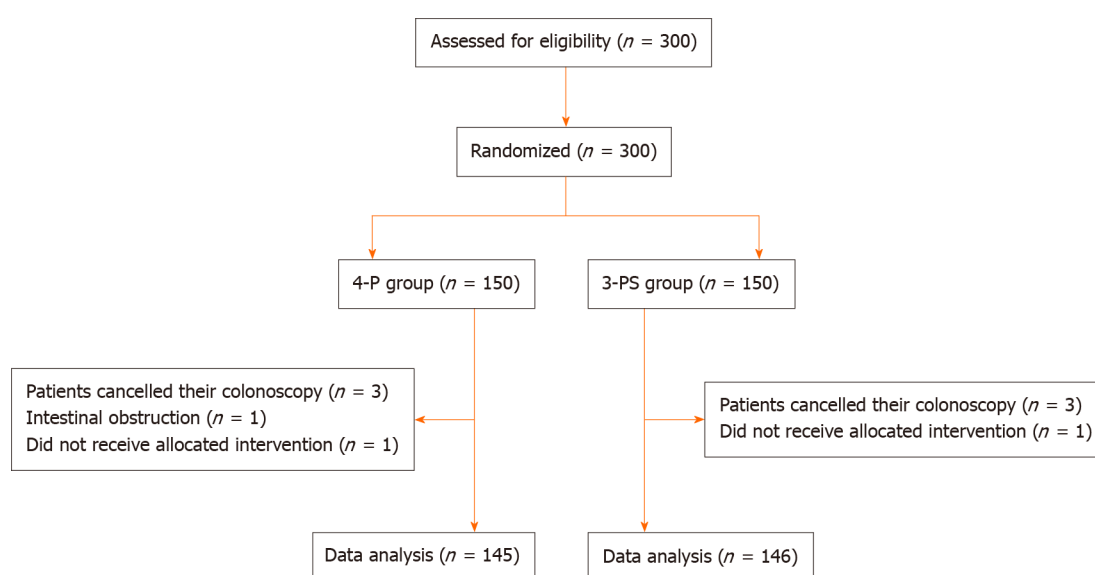 Assessed for eligibility (n = 300)
Randomized (n = 300)
4-P group (n = 150)
3-PS group (n = 150)
Patients cancelled their colonoscopy (n = 3)
Intestinal obstruction (n = 1)
Did not receive allocated intervention (n = 1)
Patients cancelled their colonoscopy (n = 3)
Did not receive allocated intervention (n = 1)
Data analysis (n = 145)
Data analysis (n = 146)